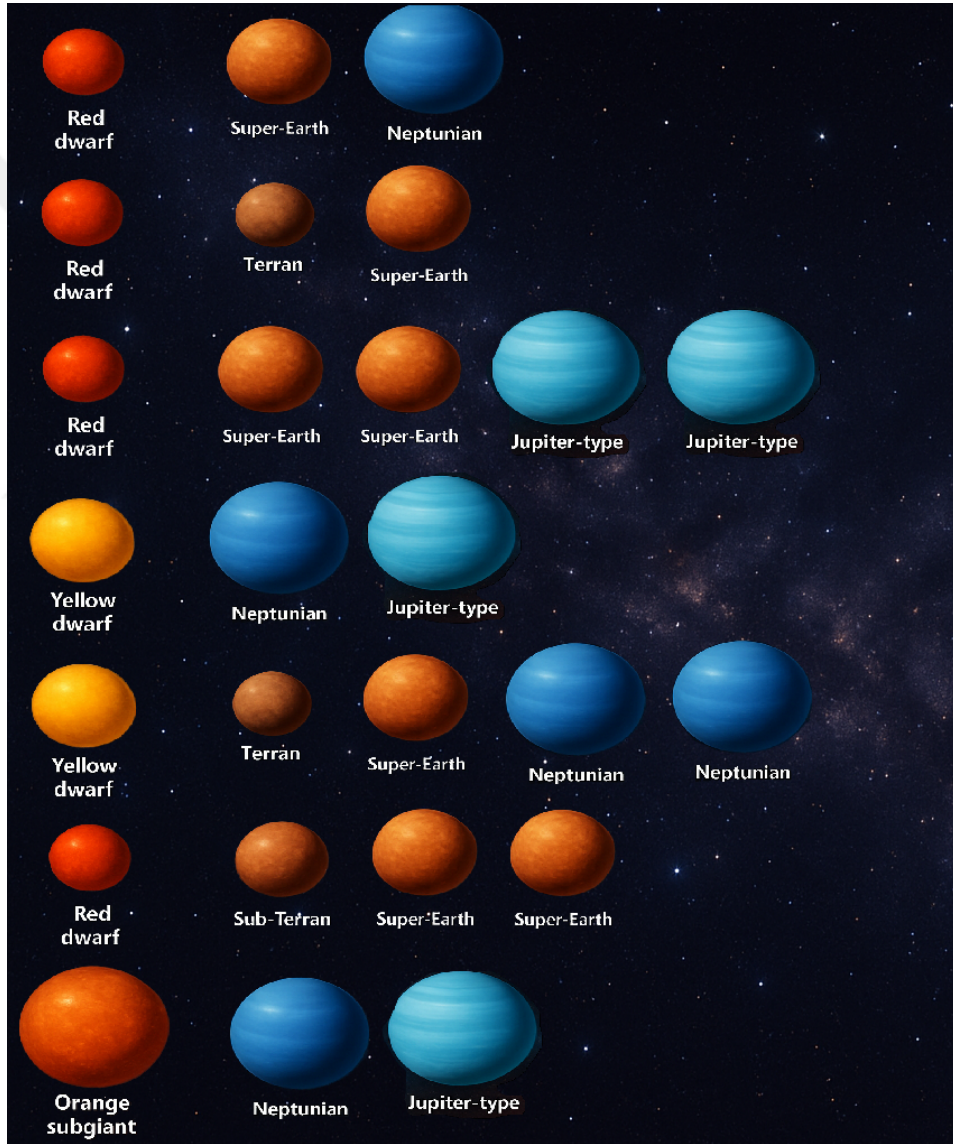 Red
dwarf
Super-Earth
Neptunian
Red
dwarf
Terran
Super-Earth
Red
dwarf
Super-Earth
Super-Earth
Jupiter-type
Jupiter-type
Yellow
dwarf
Neptunian
Jupiter-type
Yellow
dwarf
Terran
Super-Earth
Neptunian
Neptunian
Red
dwarf
Sub-Terran
Super-Earth
Super-Earth
Orange
subgiant
Neptunian
Jupiter-type